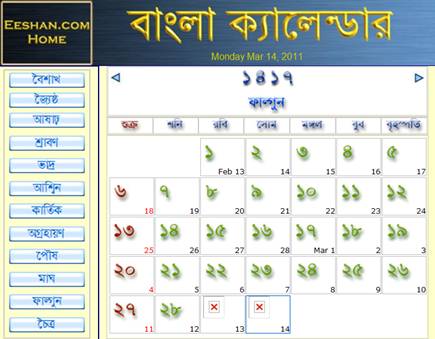 EESHAN.COM
HOME
বাংলা ক্যালেন্ডার
Monday Mar 14, 2011
১৪১৭
ফাল্গুন
শুক্র শনি রবি সোম মঙ্গল বুধ বৃহস্পতি
১ ২ ৩ ৪ ৫
Feb 13 14 15 16 17
৬ ৭ ৮ ৯ ১০ ১১ ১২
18 19 20 21 22 23 24
১৩ ১৪ ১৫ ১৬ ১৭ ১৮ ১৯
25 26 27 28 Mar 1 2 3
২০ ২১ ২২ ২৩ ২৪ ২৫ ২৬
4 5 6 7 8 9 10
২৭ ২৮
11 12 13 14
বৈশাখ
জ্যৈষ্ঠ
আষাঢ়
শ্রাবণ
ভাদ্র
আশ্বিন
কার্তিক
অগ্রহায়ণ
পৌষ
মাঘ
ফাল্গুন
চৈত্র